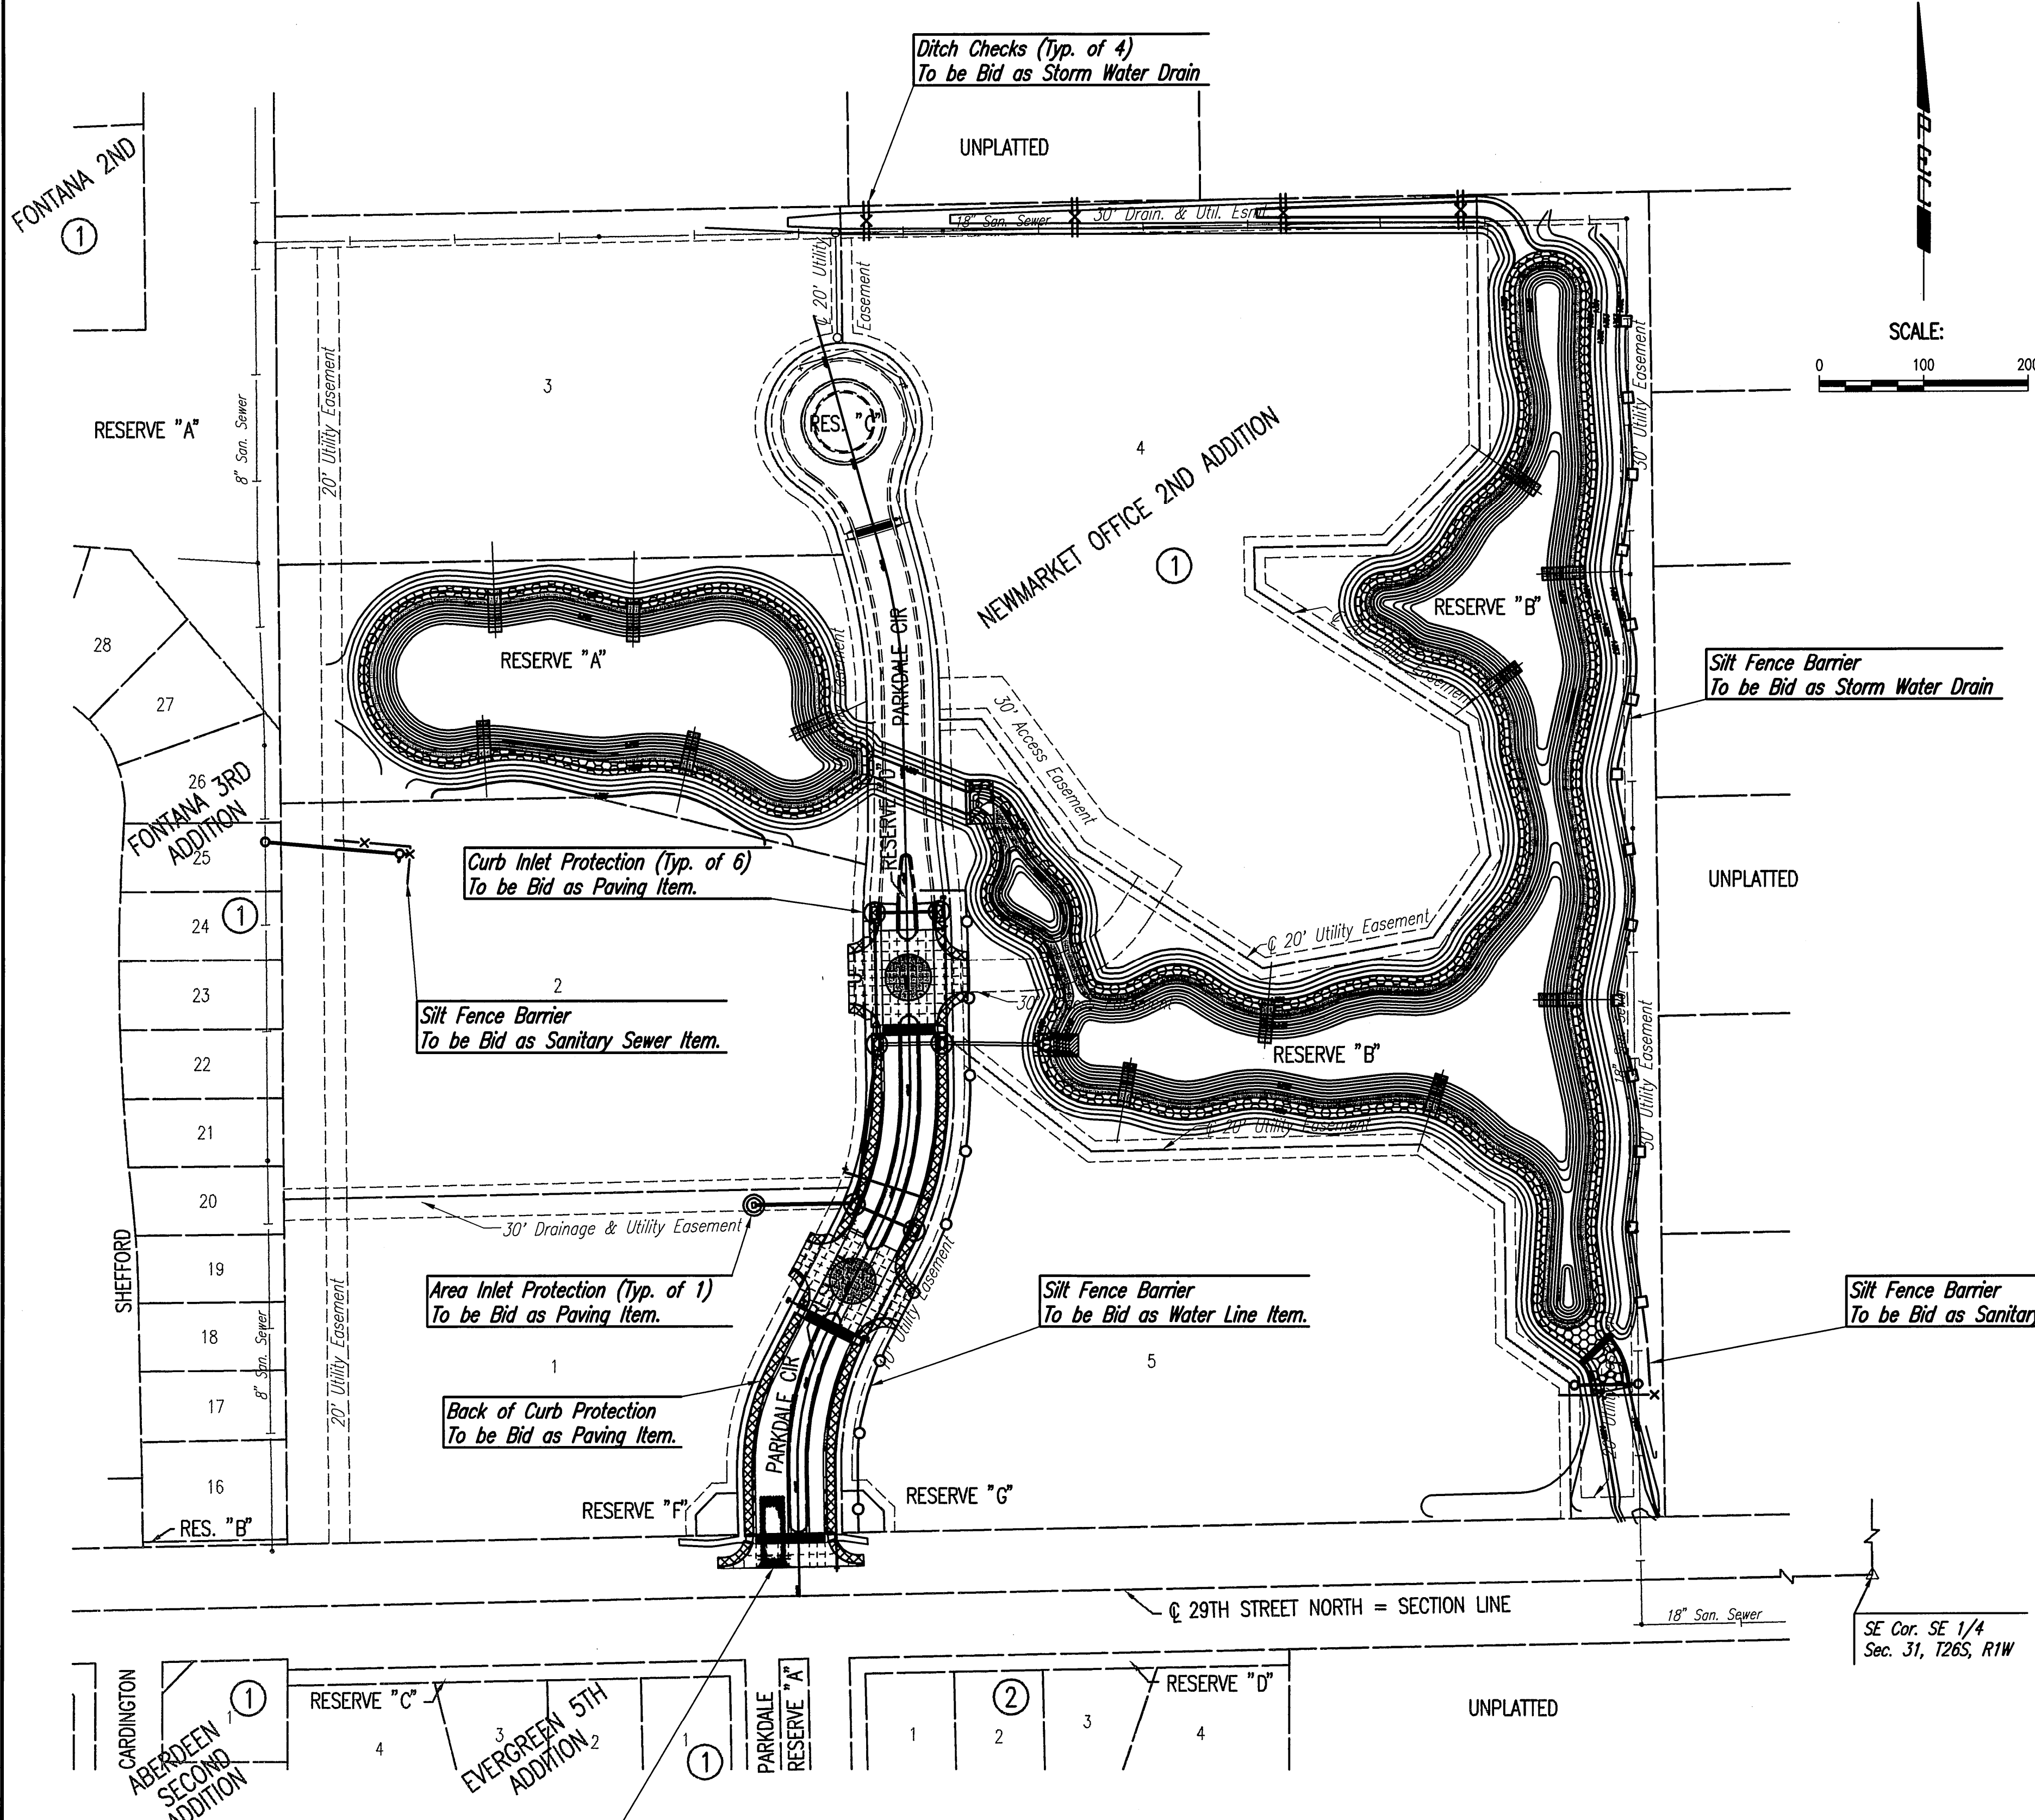 Ditch Checks (Typ. of 4)
To be Bid as Storm Water Drain
UNPLATTED
FONTANA 2ND
1
18" San. Sewer
30' Drain. & Util. Esmt.
℄ 20' Utility
Easement
SCALE:
0 100 200
3
RES. "C"
4
RESERVE "A"
8" San. Sewer
20' Utility Easement
30' Utility Easement
NEWMARKET OFFICE 2ND ADDITION
1
RESERVE "B"
28
27
26
RESERVE "A"
PARKDALE CIR
RESERVE "D"
30' Access Easement
Silt Fence Barrier
To be Bid as Storm Water Drain
FONTANA 3RD
ADDITION
25
24
1
23
22
21
20
19
18
17
16
Curb Inlet Protection (Typ. of 6)
To be Bid as Paving Item.
UNPLATTED
℄ 20' Utility Easement
2
Silt Fence Barrier
To be Bid as Sanitary Sewer Item.
RESERVE "B"
18" San. Sewer
30' Utility Easement
℄ 20' Utility Easement
30' Drainage & Utility Easement
SHEFFORD
8" San. Sewer
20' Utility Easement
Area Inlet Protection (Typ. of 1)
To be Bid as Paving Item.
Silt Fence Barrier
To be Bid as Water Line Item.
Silt Fence Barrier
To be Bid as Sanitar
1
5
Back of Curb Protection
To be Bid as Paving Item.
PARKDALE CIR
RESERVE "F"
RESERVE "G"
RES. "B"
℄ 29TH STREET NORTH = SECTION LINE
18" San. Sewer
SE Cor. SE 1/4
Sec. 31, T26S, R1W
CARDINGTON
1
1
ABERDEEN
SECOND
ADDITION
RESERVE "C"
4
3
2
1
EVERGREEN 5TH
ADDITION
1
PARKDALE
RESERVE "A"
2
RESERVE "D"
1
2
3
4
UNPLATTED